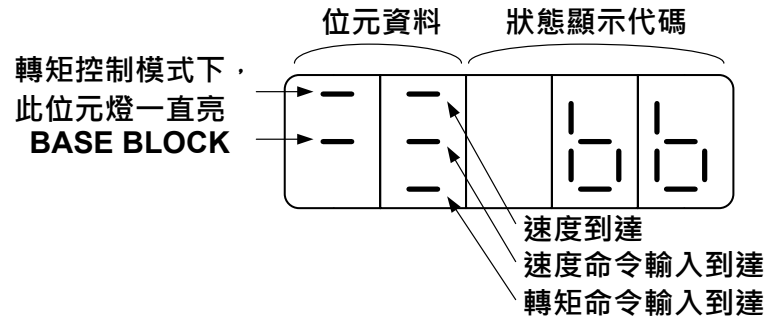 位元資料
狀態顯示代碼
轉矩控制模式下，
此位元燈一直亮
BASE BLOCK
bb
速度到達
速度命令輸入到達
轉矩命令輸入到達